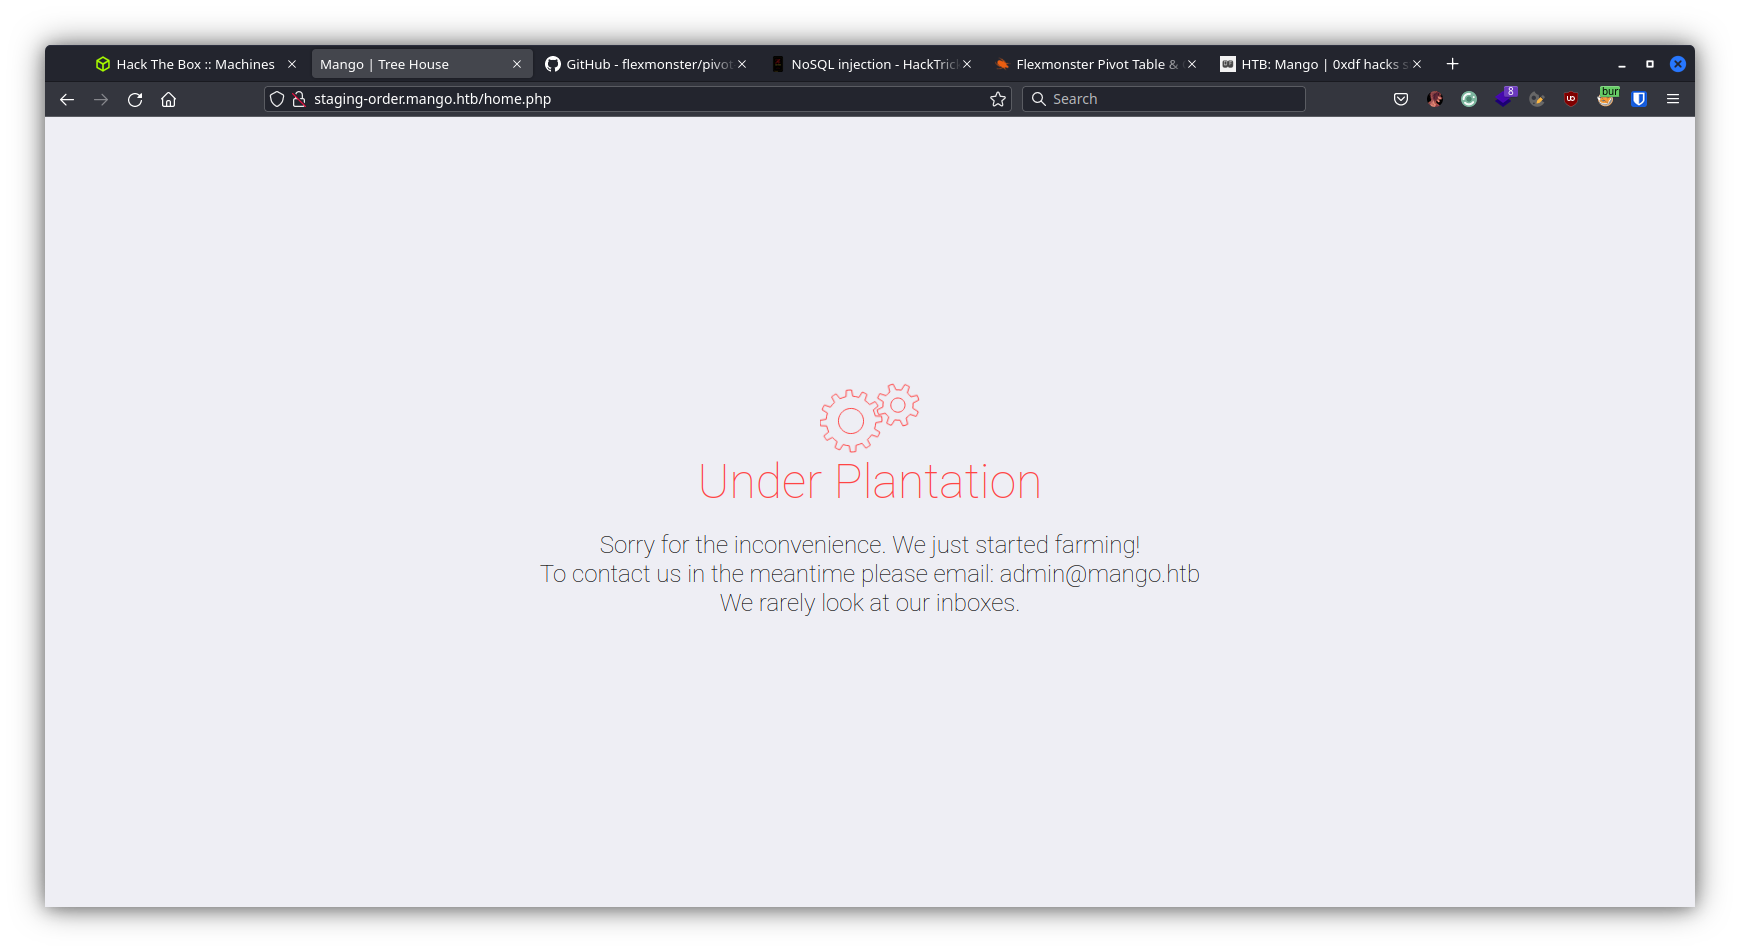 Hack The Box :: Machines
Mango | Tree House
GitHub - flexmonster/pivot
NoSQL injection - HackTric
Flexmonster Pivot Table &
HTB: Mango | 0xdf hacks s
staging-order.mango.htb/home.php
Search
8
UD
bur
Under Plantation
Sorry for the inconvenience. We just started farming!
To contact us in the meantime please email: admin@mango.htb
We rarely look at our inboxes.